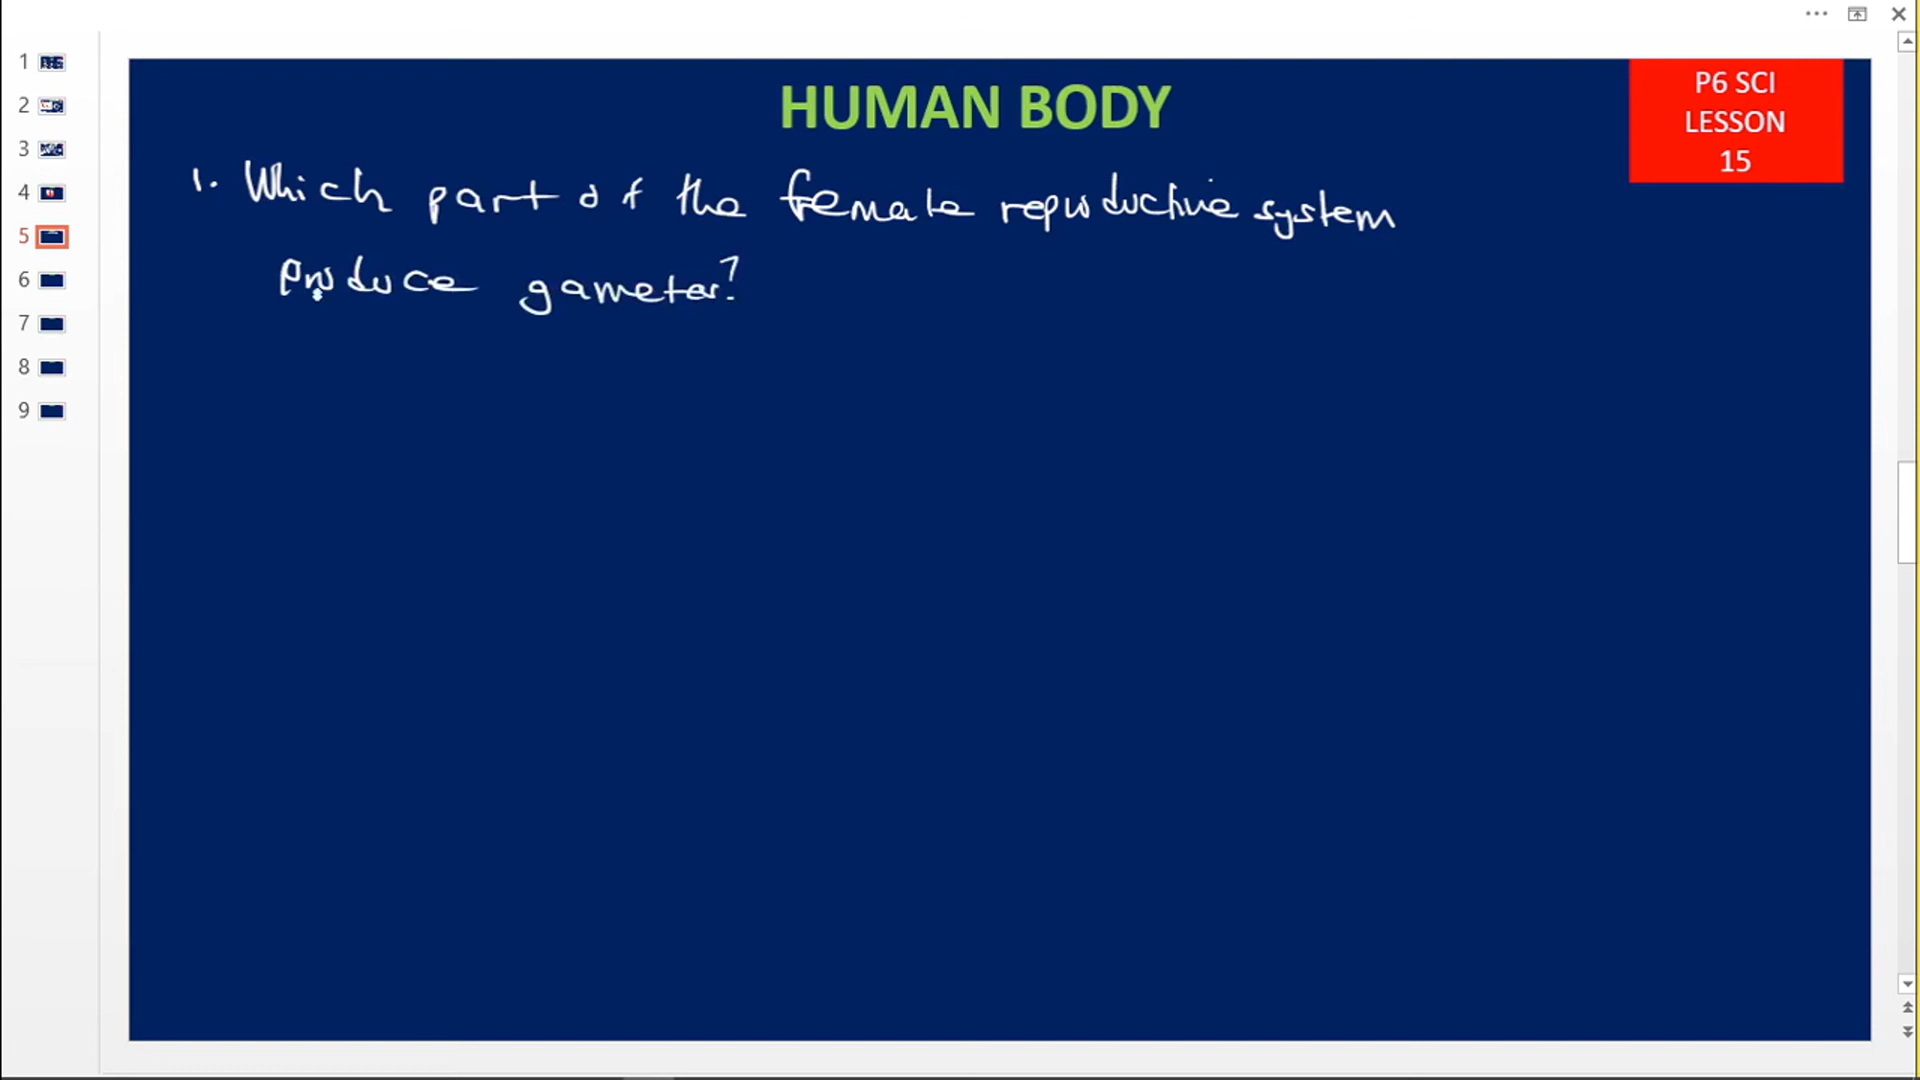 HUMAN BODY
P6 SCI
LESSON
15
1. Which part of the female reproductive system
produce gametes?
1
2
3
4
5
6
7
8
9